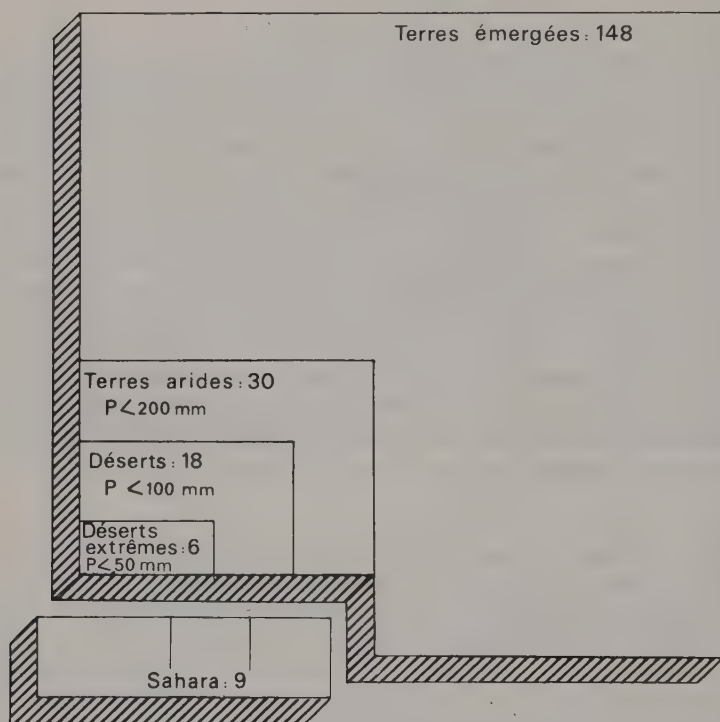 Terres émergées: 148
Terres arides: 30
P<200 mm
Déserts: 18
P <100 mm
Déserts
extrêmes: 6
P<50 mm
Sahara: 9